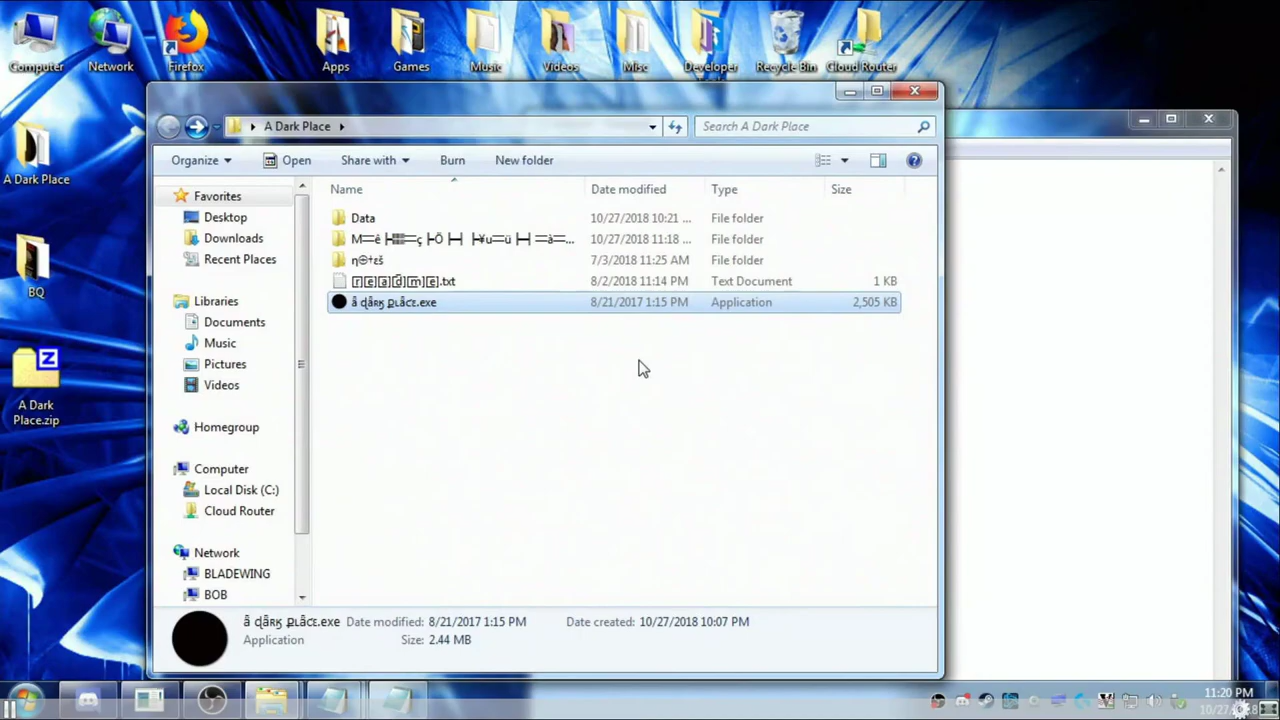 Computer
Network
Firefox
Apps
Games
Music
Videos
Misc
Developer
Recycle Bin
Cloud Router
A Dark Place
BQ
A Dark
Place.zip
A Dark Place
Search A Dark Place
Organize
Open
Share with
Burn
New folder
Name
Date modified
Type
Size
Favorites
Desktop
Downloads
Recent Places
Libraries
Documents
Music
Pictures
Videos
Homegroup
Computer
Local Disk (C:)
Cloud Router
Network
BLADEWING
BOB
Data 10/27/2018 10:21 ... File folder
10/27/2018 11:18 ... File folder
7/3/2018 11:25 AM File folder
.txt 8/2/2018 11:14 PM Text Document 1 KB
.exe 8/21/2017 1:15 PM Application 2,505 KB
Date modified: 8/21/2017 1:15 PM Date created: 10/27/2018 10:07 PM
Application Size: 2.44 MB
11:20 PM
10/27/2018